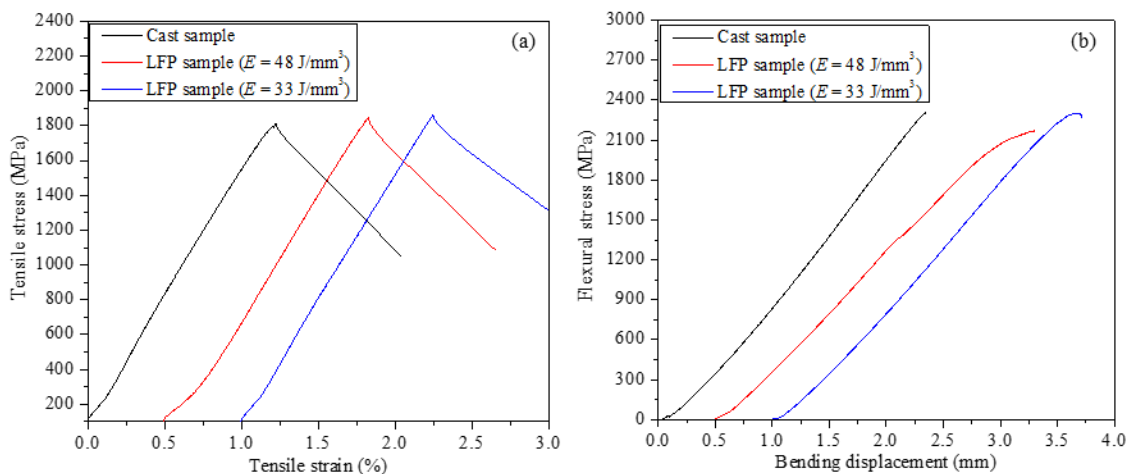 2400
2200
2000
1800
1600
1400
1200
1000
800
600
400
200
Tensile stress (MPa)
Cast sample
LFP sample (E = 48 J/mm³)
LFP sample (E = 33 J/mm³)
(a)
0.0 0.5 1.0 1.5 2.0 2.5 3.0
Tensile strain (%)
3000
2700
2400
2100
1800
1500
1200
900
600
300
0
Flexural stress (MPa)
Cast sample
LFP sample (E = 48 J/mm³)
LFP sample (E = 33 J/mm³)
(b)
0.0 0.5 1.0 1.5 2.0 2.5 3.0 3.5 4.0
Bending displacement (mm)